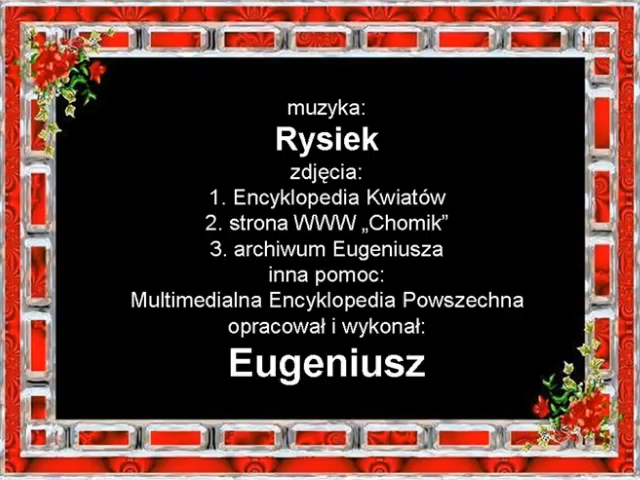 muzyka:
Rysiek
zdjęcia:
1. Encyklopedia Kwiatów
2. strona WWW „Chomik”
3. archiwum Eugeniusza
inna pomoc:
Multimedialna Encyklopedia Powszechna
opracował i wykonał:
Eugeniusz